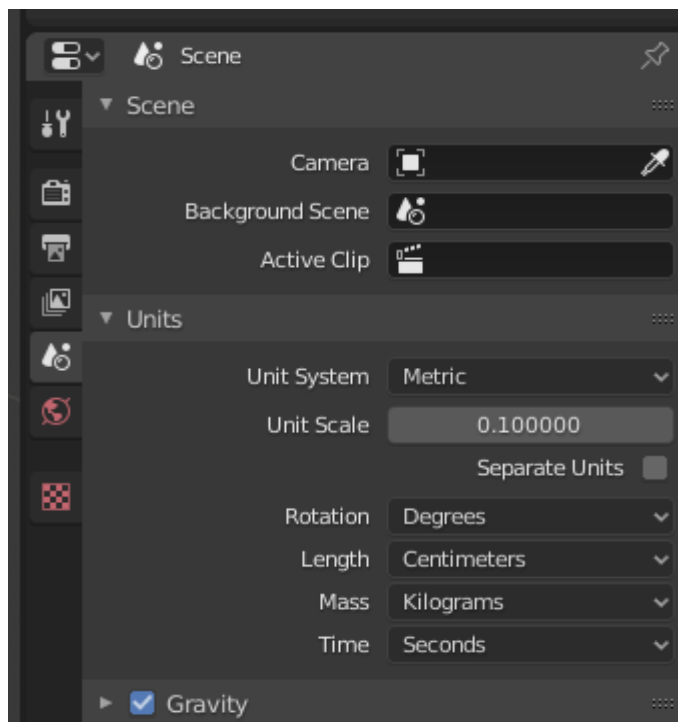 Scene
Scene
Camera
Background Scene
Active Clip
Units
Unit System Metric
Unit Scale 0.100000
Separate Units
Rotation Degrees
Length Centimeters
Mass Kilograms
Time Seconds
Gravity